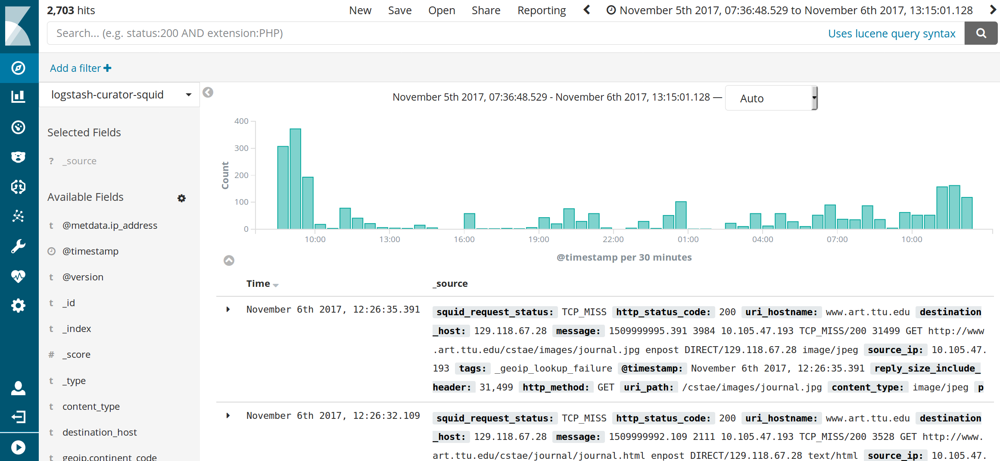 2,703 hits New Save Open Share Reporting November 5th 2017, 07:36:48.529 to November 6th 2017, 13:15:01.128
Search... (e.g. status:200 AND extension:PHP) Uses lucene query syntax
Add a filter
logstash-curator-squid
November 5th 2017, 07:36:48.529 - November 6th 2017, 13:15:01.128 — Auto
Selected Fields
? _source
Available Fields
t @metdata.ip_address
@timestamp
t @version
t _id
t _index
# _score
t _type
t content_type
t destination_host
t geoip.continent_code
Count
400
300
200
100
0
10:00 13:00 16:00 19:00 22:00 01:00 04:00 07:00 10:00
@timestamp per 30 minutes
Time _source
November 6th 2017, 12:26:35.391 squid_request_status: TCP_MISS http_status_code: 200 uri_hostname: www.art.ttu.edu destination
_host: 129.118.67.28 message: 1509999995.391 3984 10.105.47.193 TCP_MISS/200 31499 GET http://www
.art.ttu.edu/cstae/images/journal.jpg enpost DIRECT/129.118.67.28 image/jpeg source_ip: 10.105.47.
193 tags: _geoip_lookup_failure @timestamp: November 6th 2017, 12:26:35.391 reply_size_include_
header: 31,499 http_method: GET uri_path: /cstae/images/journal.jpg content_type: image/jpeg p
November 6th 2017, 12:26:32.109 squid_request_status: TCP_MISS http_status_code: 200 uri_hostname: www.art.ttu.edu destination
_host: 129.118.67.28 message: 1509999992.109 2111 10.105.47.193 TCP_MISS/200 3528 GET http://www.
art.ttu.edu/cstae/journal/journal.html enpost DIRECT/129.118.67.28 text/html source_ip: 10.105.47.